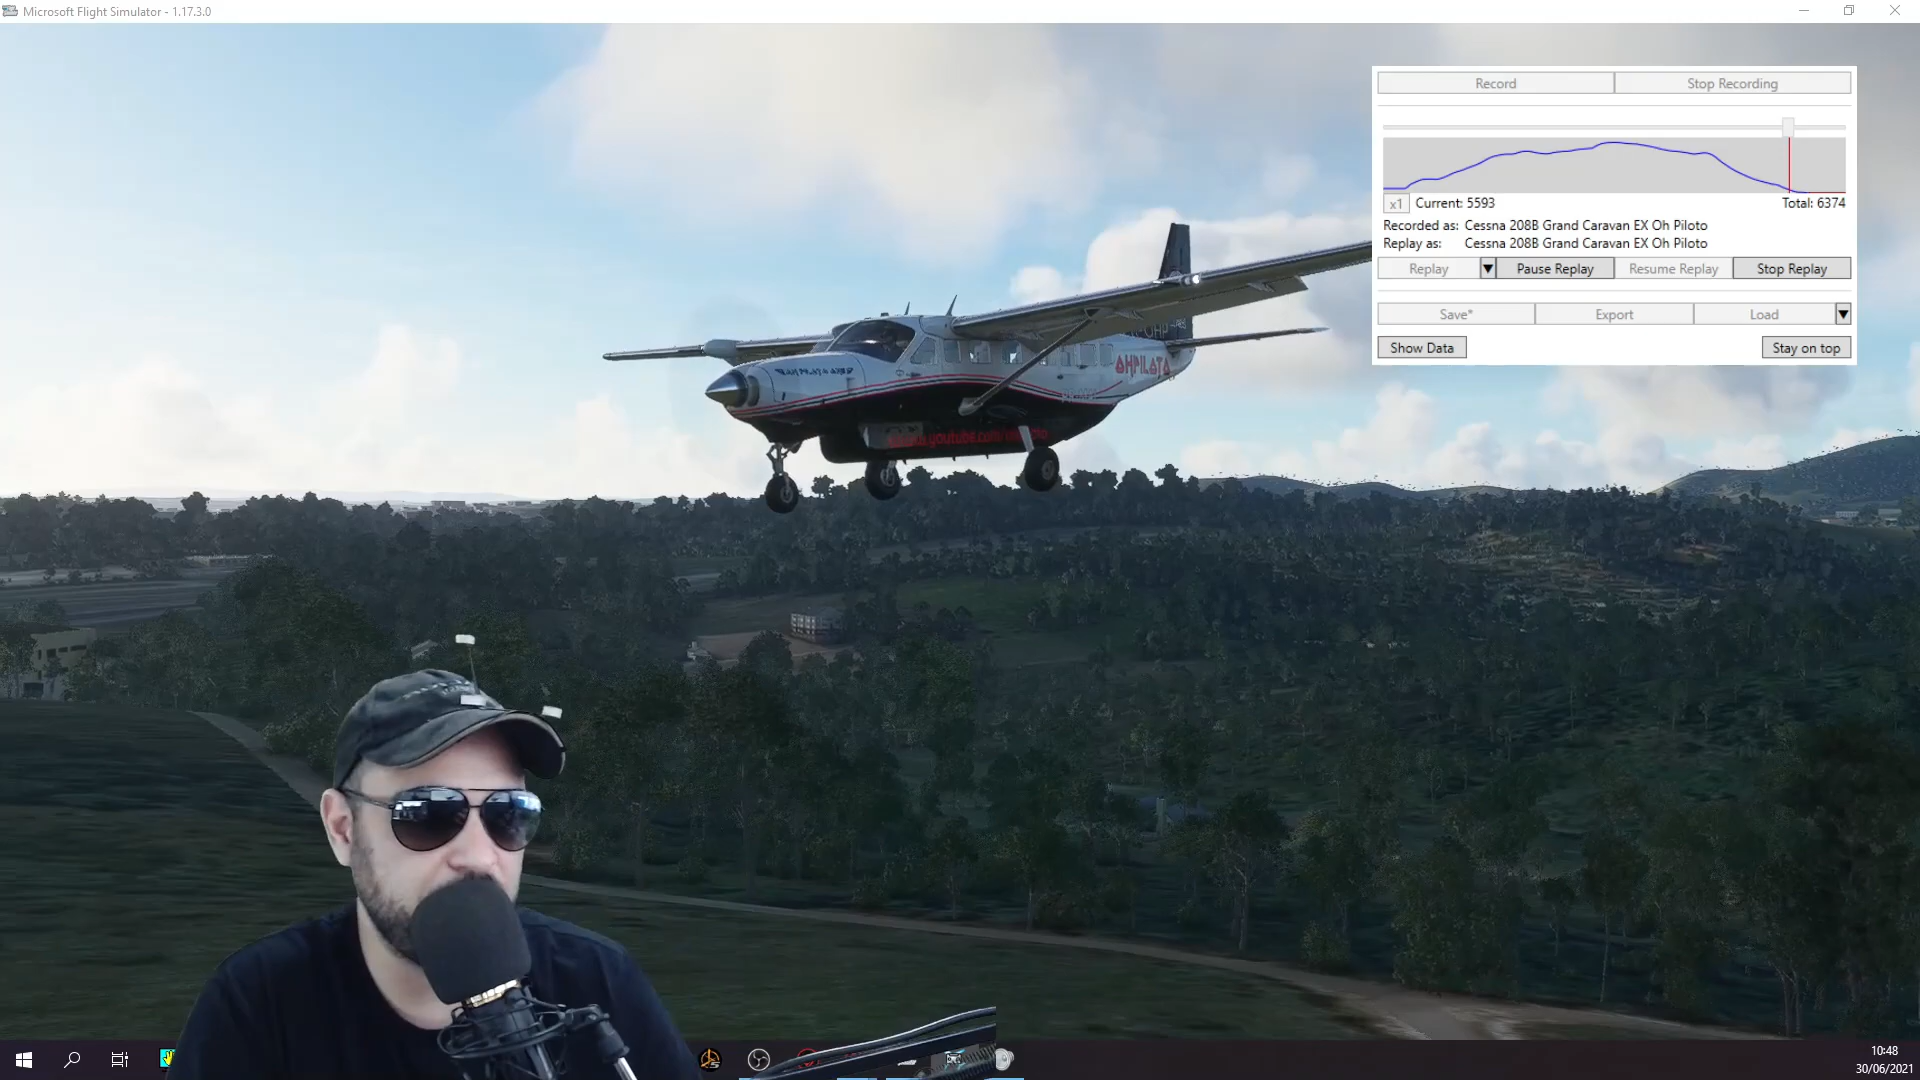 Microsoft Flight Simulator - 1.17.3.0
Record
Stop Recording
x1
Current: 5593
Total: 6374
Recorded as: Cessna 208B Grand Caravan EX Oh Piloto
Replay as: Cessna 208B Grand Caravan EX Oh Piloto
Replay
Pause Replay
Resume Replay
Stop Replay
Save*
Export
Load
Show Data
Stay on top
OHPILOTO
10:48
30/06/2021